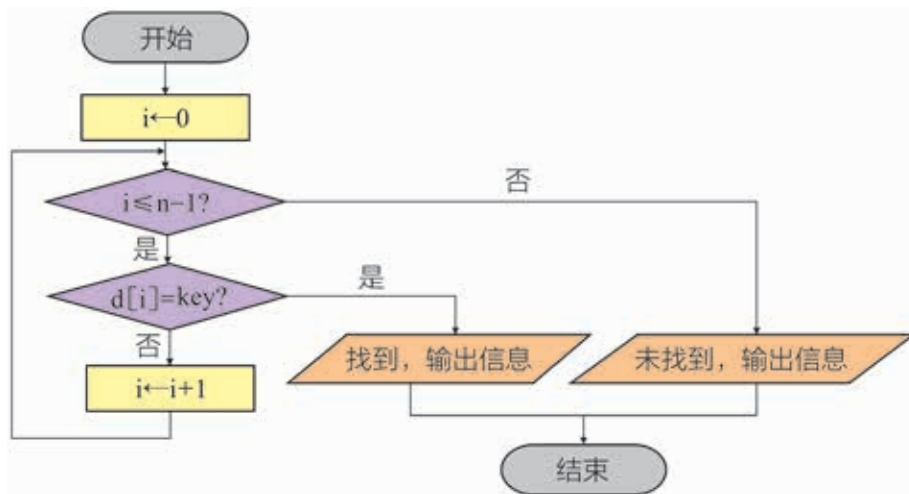 开始
i←0
i≤n-1?
否
是
d[i]=key?
是
否
找到，输出信息
未找到，输出信息
i←i+1
结束